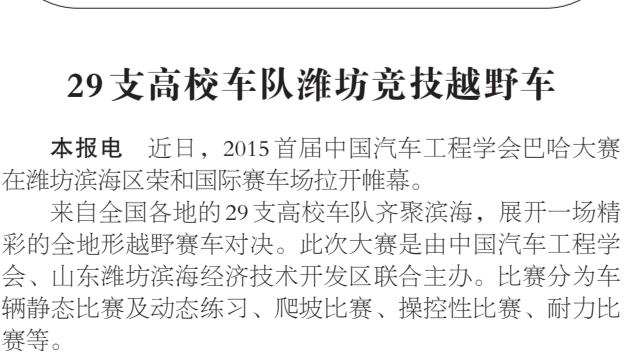 29支高校车队潍坊竞技越野车
本报电 近日，2015首届中国汽车工程学会巴哈大赛
在潍坊滨海区荣和国际赛车场拉开帷幕。
来自全国各地的29支高校车队齐聚滨海，展开一场精
彩的全地形越野赛车对决。此次大赛是由中国汽车工程学
会、山东潍坊滨海经济技术开发区联合主办。比赛分为车
辆静态比赛及动态练习、爬坡比赛、操控性比赛、耐力比
赛等。